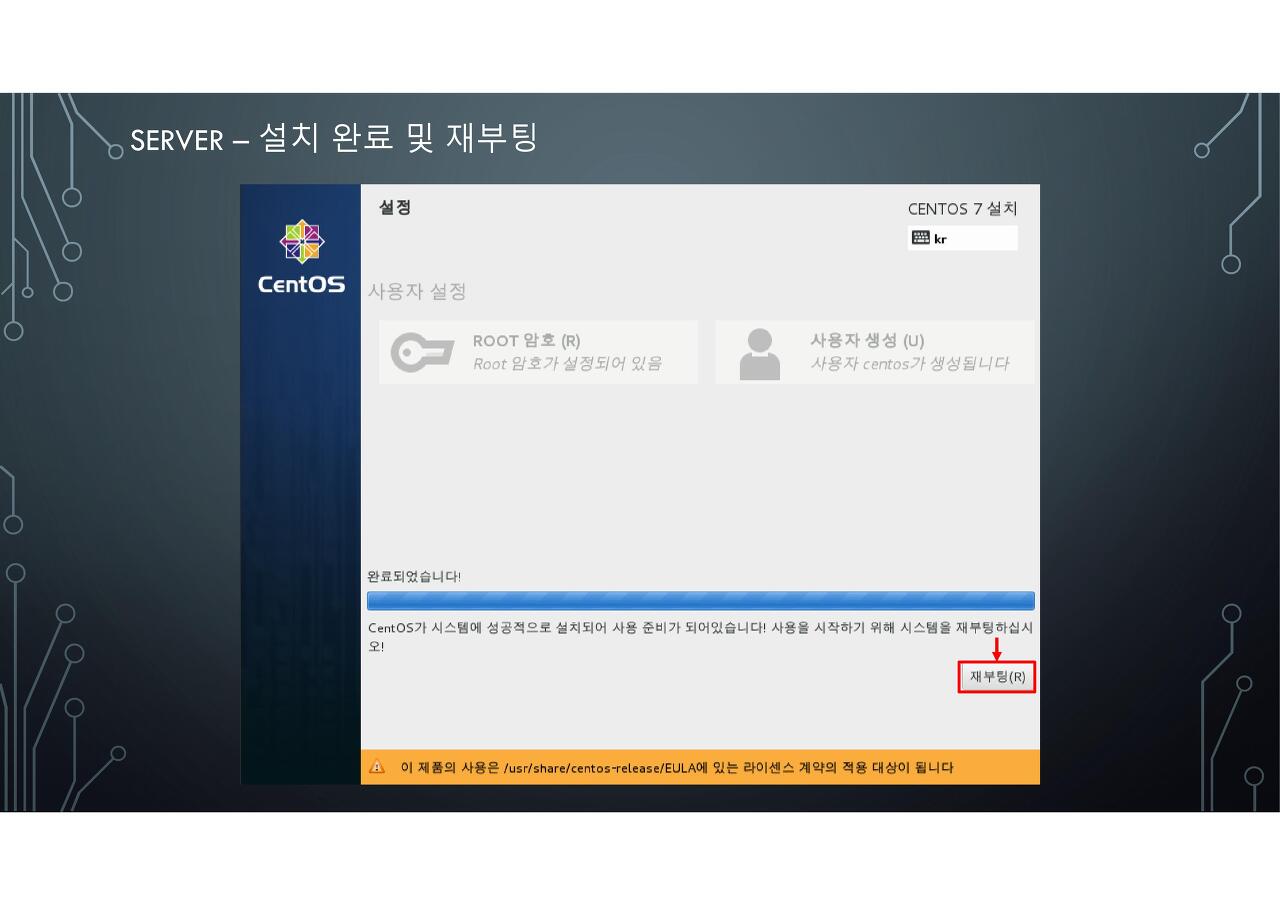 SERVER – 설치 완료 및 재부팅
설정
CENTOS 7 설치
kr
CentOS
사용자 설정
ROOT 암호 (R)
Root 암호가 설정되어 있음
사용자 생성 (U)
사용자 centos가 생성됩니다
완료되었습니다!
CentOS가 시스템에 성공적으로 설치되어 사용 준비가 되어있습니다! 사용을 시작하기 위해 시스템을 재부팅하십시
오!
재부팅(R)
이 제품의 사용은 /usr/share/centos-release/EULA에 있는 라이센스 계약의 적용 대상이 됩니다